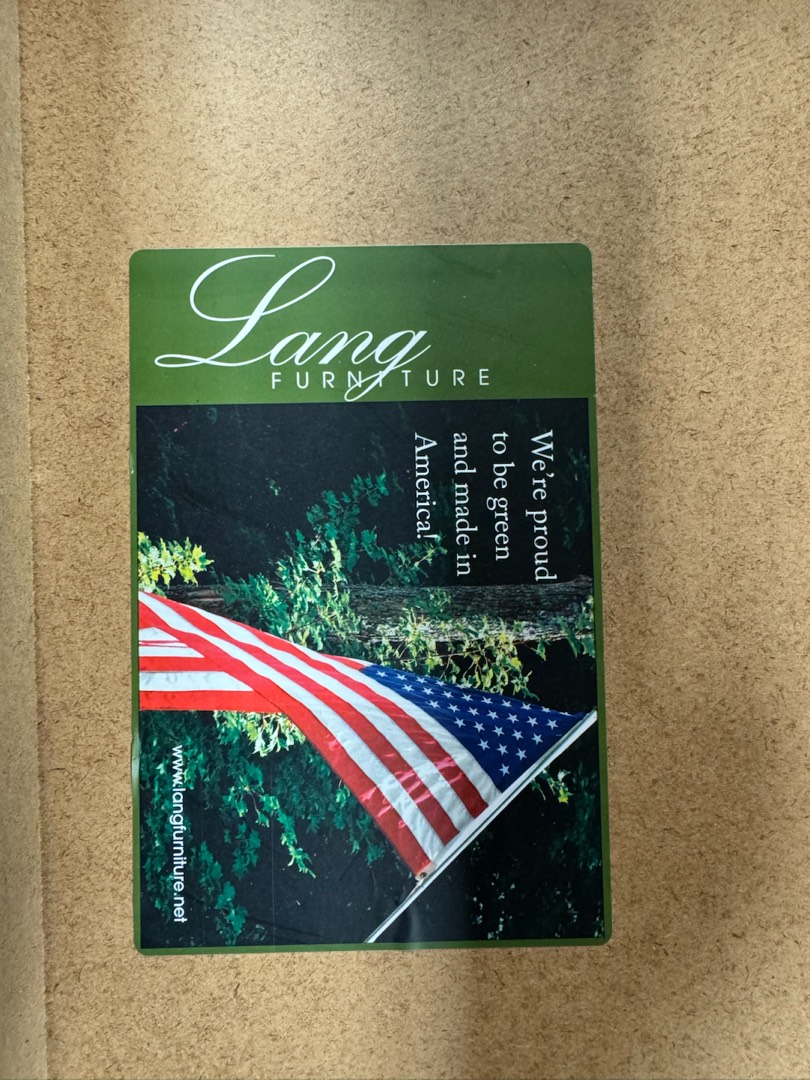 Lang
FURNITURE
We're proud
to be green
and made in
America!
www.langfurniture.net